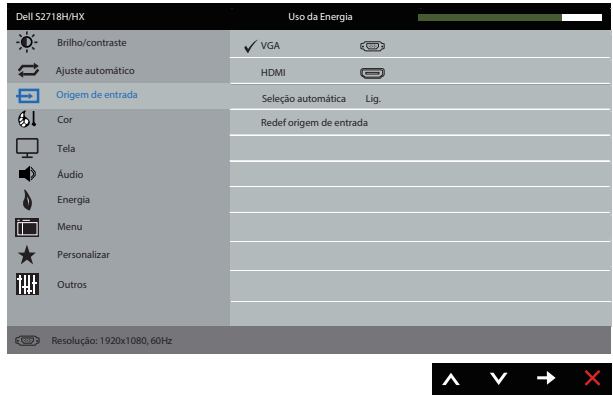 Dell S2718H/HX Uso da Energia
Brilho/contraste
Ajuste automático
Origem de entrada
Cor
Tela
Áudio
Energia
Menu
Personalizar
Outros
VGA
HDMI
Seleção automática Lig.
Redef origem de entrada
Resolução: 1920x1080, 60Hz